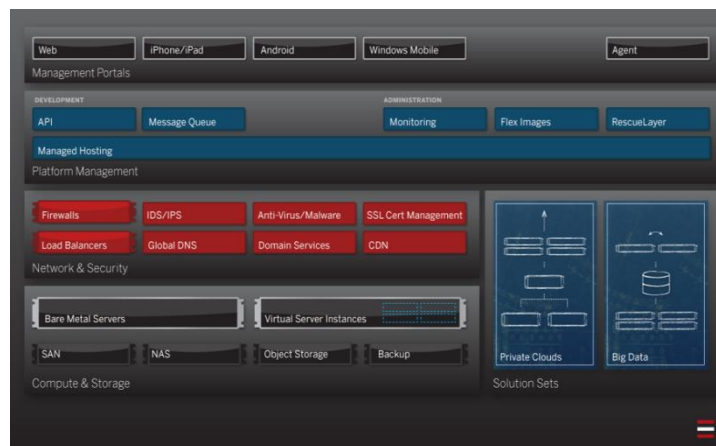 Web
iPhone/iPad
Android
Windows Mobile
Agent
Management Portals
DEVELOPMENT
ADMINISTRATION
API
Message Queue
Monitoring
Flex Images
RescueLayer
Managed Hosting
Platform Management
Firewalls
IDS/IPS
Anti-Virus/Malware
SSL Cert Management
Load Balancers
Global DNS
Domain Services
CDN
Network & Security
Bare Metal Servers
Virtual Server Instances
SAN
NAS
Object Storage
Backup
Compute & Storage
Private Clouds
Big Data
Solution Sets